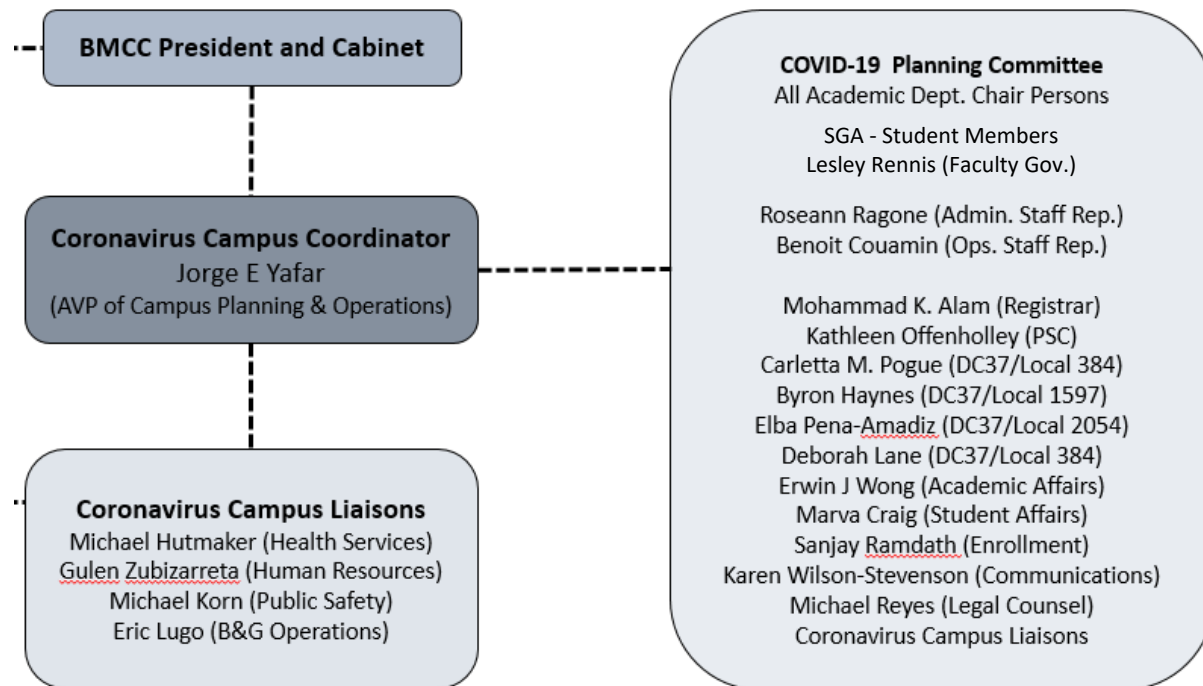 BMCC President and Cabinet
Coronavirus Campus Coordinator
Jorge E Yafar
(AVP of Campus Planning & Operations)
Coronavirus Campus Liaisons
Michael Hutmaker (Health Services)
Gulen Zubizarreta (Human Resources)
Michael Korn (Public Safety)
Eric Lugo (B&G Operations)
COVID-19 Planning Committee
All Academic Dept. Chair Persons
SGA - Student Members
Lesley Rennis (Faculty Gov.)
Roseann Ragone (Admin. Staff Rep.)
Benoit Couamin (Ops. Staff Rep.)
Mohammad K. Alam (Registrar)
Kathleen Offenholley (PSC)
Carletta M. Pogue (DC37/Local 384)
Byron Haynes (DC37/Local 1597)
Elba Pena-Amadiz (DC37/Local 2054)
Deborah Lane (DC37/Local 384)
Erwin J Wong (Academic Affairs)
Marva Craig (Student Affairs)
Sanjay Ramdath (Enrollment)
Karen Wilson-Stevenson (Communications)
Michael Reyes (Legal Counsel)
Coronavirus Campus Liaisons